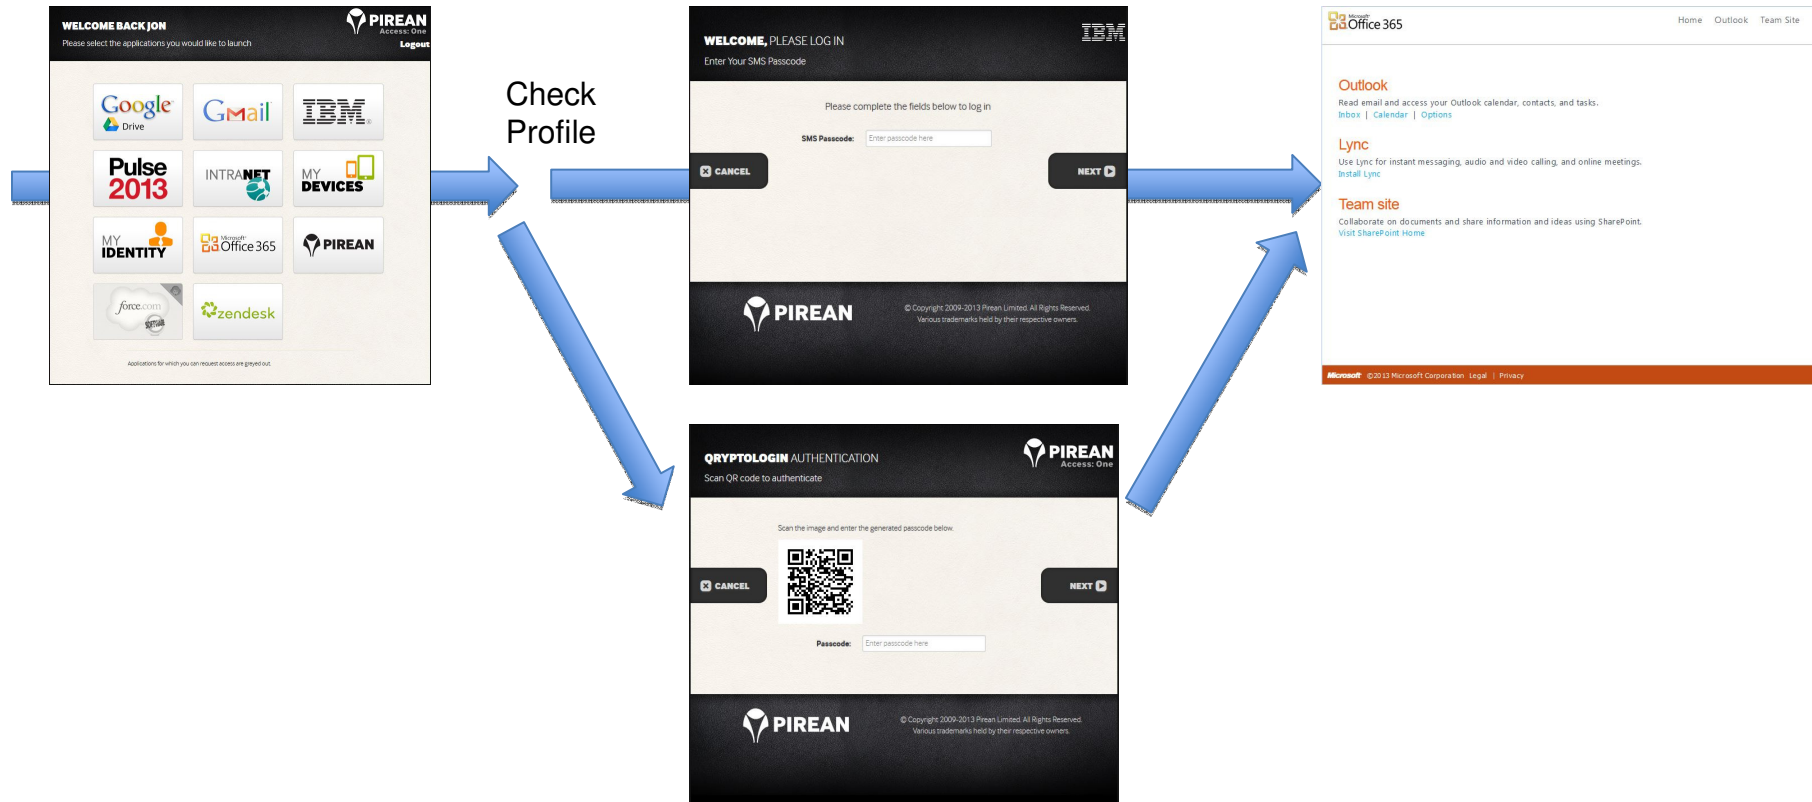 WELCOME BACK JON
Please select the applications you would like to launch
PIREAN
Access: One
Logout
Google
Drive
Gmail
IBM
Pulse
2013
INTRANET
MY
DEVICES
MY
IDENTITY
Microsoft
Office 365
PIREAN
force.com
SOFTWARE
zendesk
Applications for which you can request access are greyed out.
Check
Profile
WELCOME, PLEASE LOG IN
Enter Your SMS Passcode
IBM
Please complete the fields below to log in
SMS Passcode: Enter passcode here
CANCEL
NEXT
PIREAN
© Copyright 2009-2013 Pirean Limited. All Rights Reserved.
Various trademarks held by their respective owners.
QRYPTOLOGIN AUTHENTICATION
Scan QR code to authenticate
PIREAN
Access: One
Scan the image and enter the generated passcode below.
CANCEL
NEXT
Passcode: Enter passcode here
PIREAN
© Copyright 2009-2013 Pirean Limited. All Rights Reserved.
Various trademarks held by their respective owners.
Microsoft
Office 365
Home Outlook Team Site
Outlook
Read email and access your Outlook calendar, contacts, and tasks.
Inbox | Calendar | Options
Lync
Use Lync for instant messaging, audio and video calling, and online meetings.
Install Lync
Team site
Collaborate on documents and share information and ideas using SharePoint.
Visit SharePoint Home
Microsoft ©2013 Microsoft Corporation Legal | Privacy